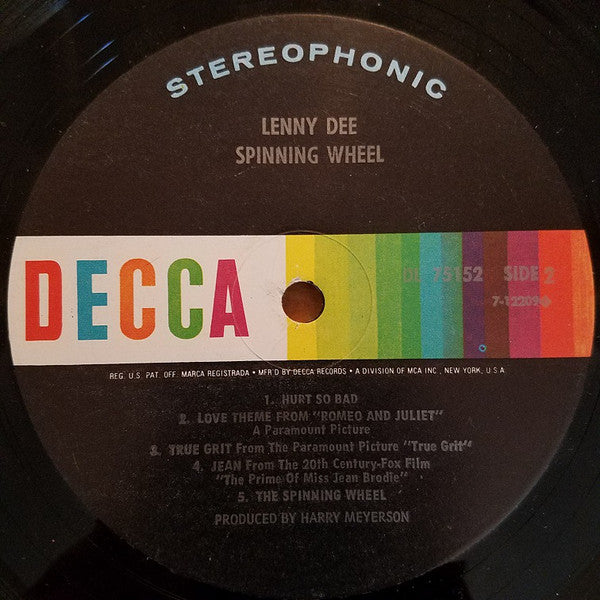 STEREOPHONIC
LENNY DEE
SPINNING WHEEL
DECCA
DL 75152 SIDE 2
7-12209
REG. U.S. PAT. OFF. MARCA REGISTRADA • MFR'D BY DECCA RECORDS • A DIVISION OF MCA INC., NEW YORK, U.S.A.
1. HURT SO BAD
2. LOVE THEME FROM "ROMEO AND JULIET"
A Paramount Picture
3. TRUE GRIT From The Paramount Picture "True Grit"
4. JEAN From The 20th Century-Fox Film
"The Prime Of Miss Jean Brodie"
5. THE SPINNING WHEEL
PRODUCED BY HARRY MEYERSON